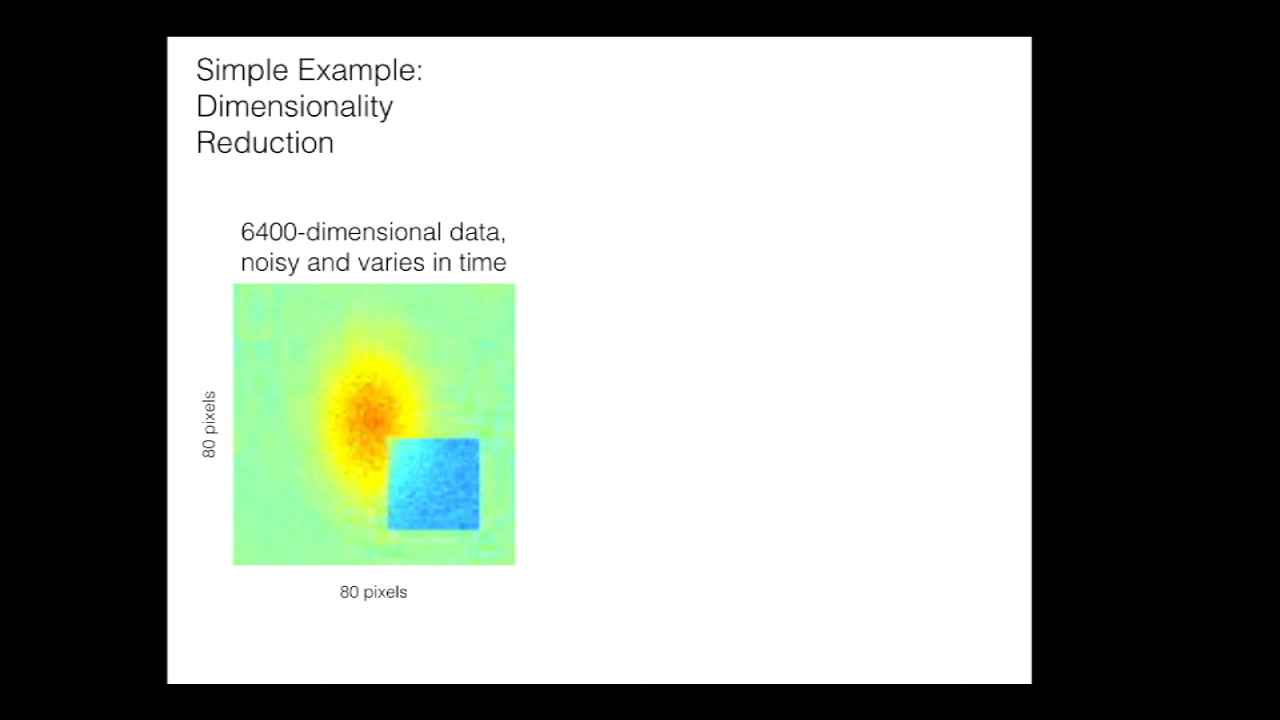 Simple Example:
Dimensionality
Reduction
6400-dimensional data,
noisy and varies in time
80 pixels
80 pixels